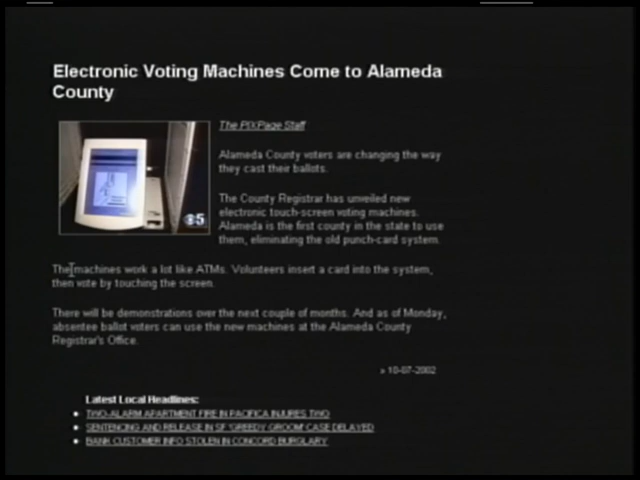 Electronic Voting Machines Come to Alameda
County
The PIXPage Staff
Alameda County voters are changing the way
they cast their ballots.
The County Registrar has unveiled new
electronic touch-screen voting machines.
Alameda is the first county in the state to use
them, eliminating the old punch-card system.
5
The machines work a lot like ATMs. Volunteers insert a card into the system,
then vote by touching the screen.
There will be demonstrations over the next couple of months. And as of Monday,
absentee ballot voters can use the new machines at the Alameda County
Registrar's Office.
» 10-07-2002
Latest Local Headlines:
TWO-ALARM APARTMENT FIRE IN PACIFICA INJURES TWO
SENTENCING AND RELEASE IN SF 'GREEDY GROOM' CASE DELAYED
BANK CUSTOMER INFO STOLEN IN CONCORD BURGLARY